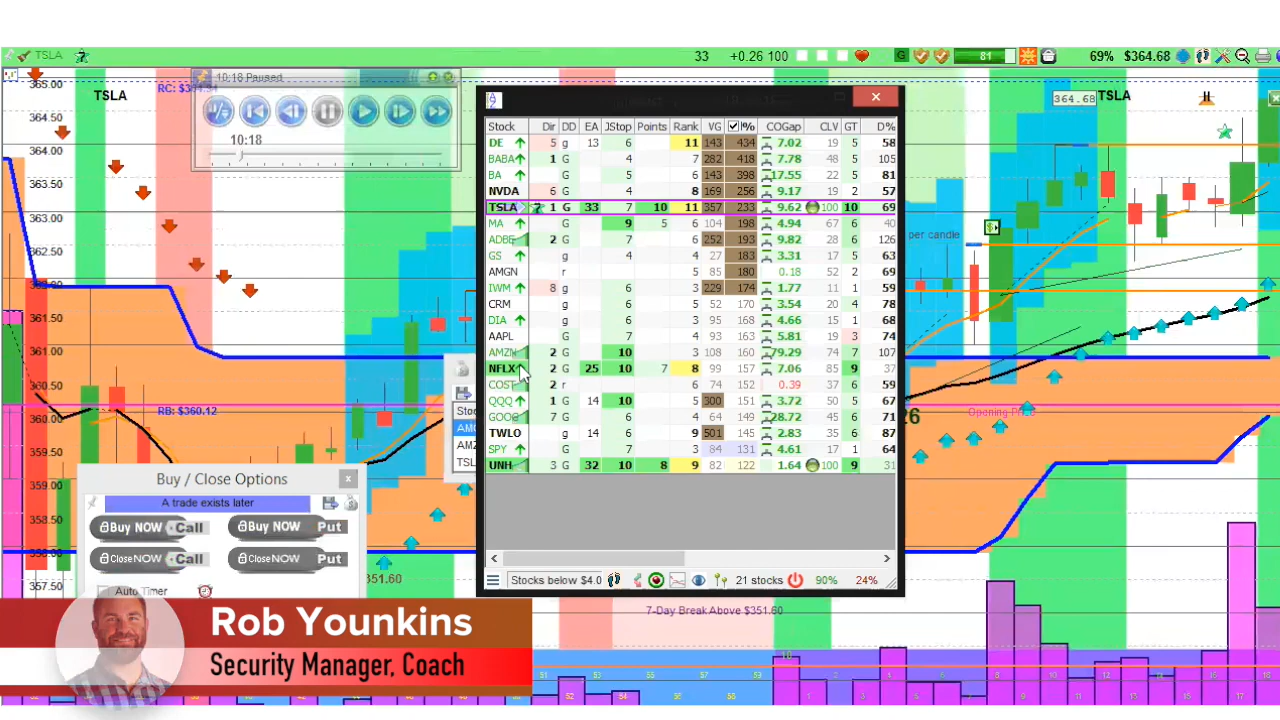 TSLA
33 +0.26 100
G
81
69% $364.68
10:18 Paused
10:18
TSLA
365.00
364.50
364.00
363.50
363.00
362.50
361.50
361.00
360.50
360.00
359.50
359.00
358.50
357.50
RB: $360.12
Stock Dir DD EA JStop Points Rank VG I% COGap CLV GT D%
DE 5 g 13 6 11 143 434 7.02 19 5 58
BABA 1 G 4 7 282 418 7.78 48 5 105
BA G 5 6 143 398 17.55 22 5 81
NVDA 6 G 4 8 169 256 9.17 19 2 57
TSLA 1 G 33 7 10 11 357 233 9.62 100 10 69
MA G 9 5 6 104 198 4.94 67 6 40
ADBE 2 G 7 6 252 193 9.82 28 6 126
GS g 4 4 27 183 3.31 17 5 63
AMGN r 5 85 180 0.18 52 2 69
IWM 8 g 6 3 229 174 1.77 11 1 59
CRM g 6 5 52 170 3.54 20 4 78
DIA g 6 4 95 168 4.66 15 1 68
AAPL G 7 4 93 163 5.81 19 3 74
AMZN 2 G 10 3 108 160 79.29 74 7 107
NFLX 2 G 25 10 7 8 99 157 7.06 85 9 37
COST 2 r 6 74 152 0.39 37 6 59
QQQ 1 G 14 10 6 300 151 3.72 50 5 67
GOOG 7 G 6 4 64 149 28.72 46 5 71
TWLO g 14 6 9 501 145 2.83 35 6 87
SPY G 7 3 84 131 4.61 17 1 64
UNH 3 G 32 10 8 9 82 122 1.64 100 9 31
Stocks below $4.0
21 stocks
90% 24%
364.68 TSLA
per candle
Opening Price
7-Day Break Above $351.60
351.60
Buy / Close Options
A trade exists later
Buy NOW Call
Buy NOW Put
Close NOW Call
Close NOW Put
Auto Timer
Rob Younkins
Security Manager, Coach